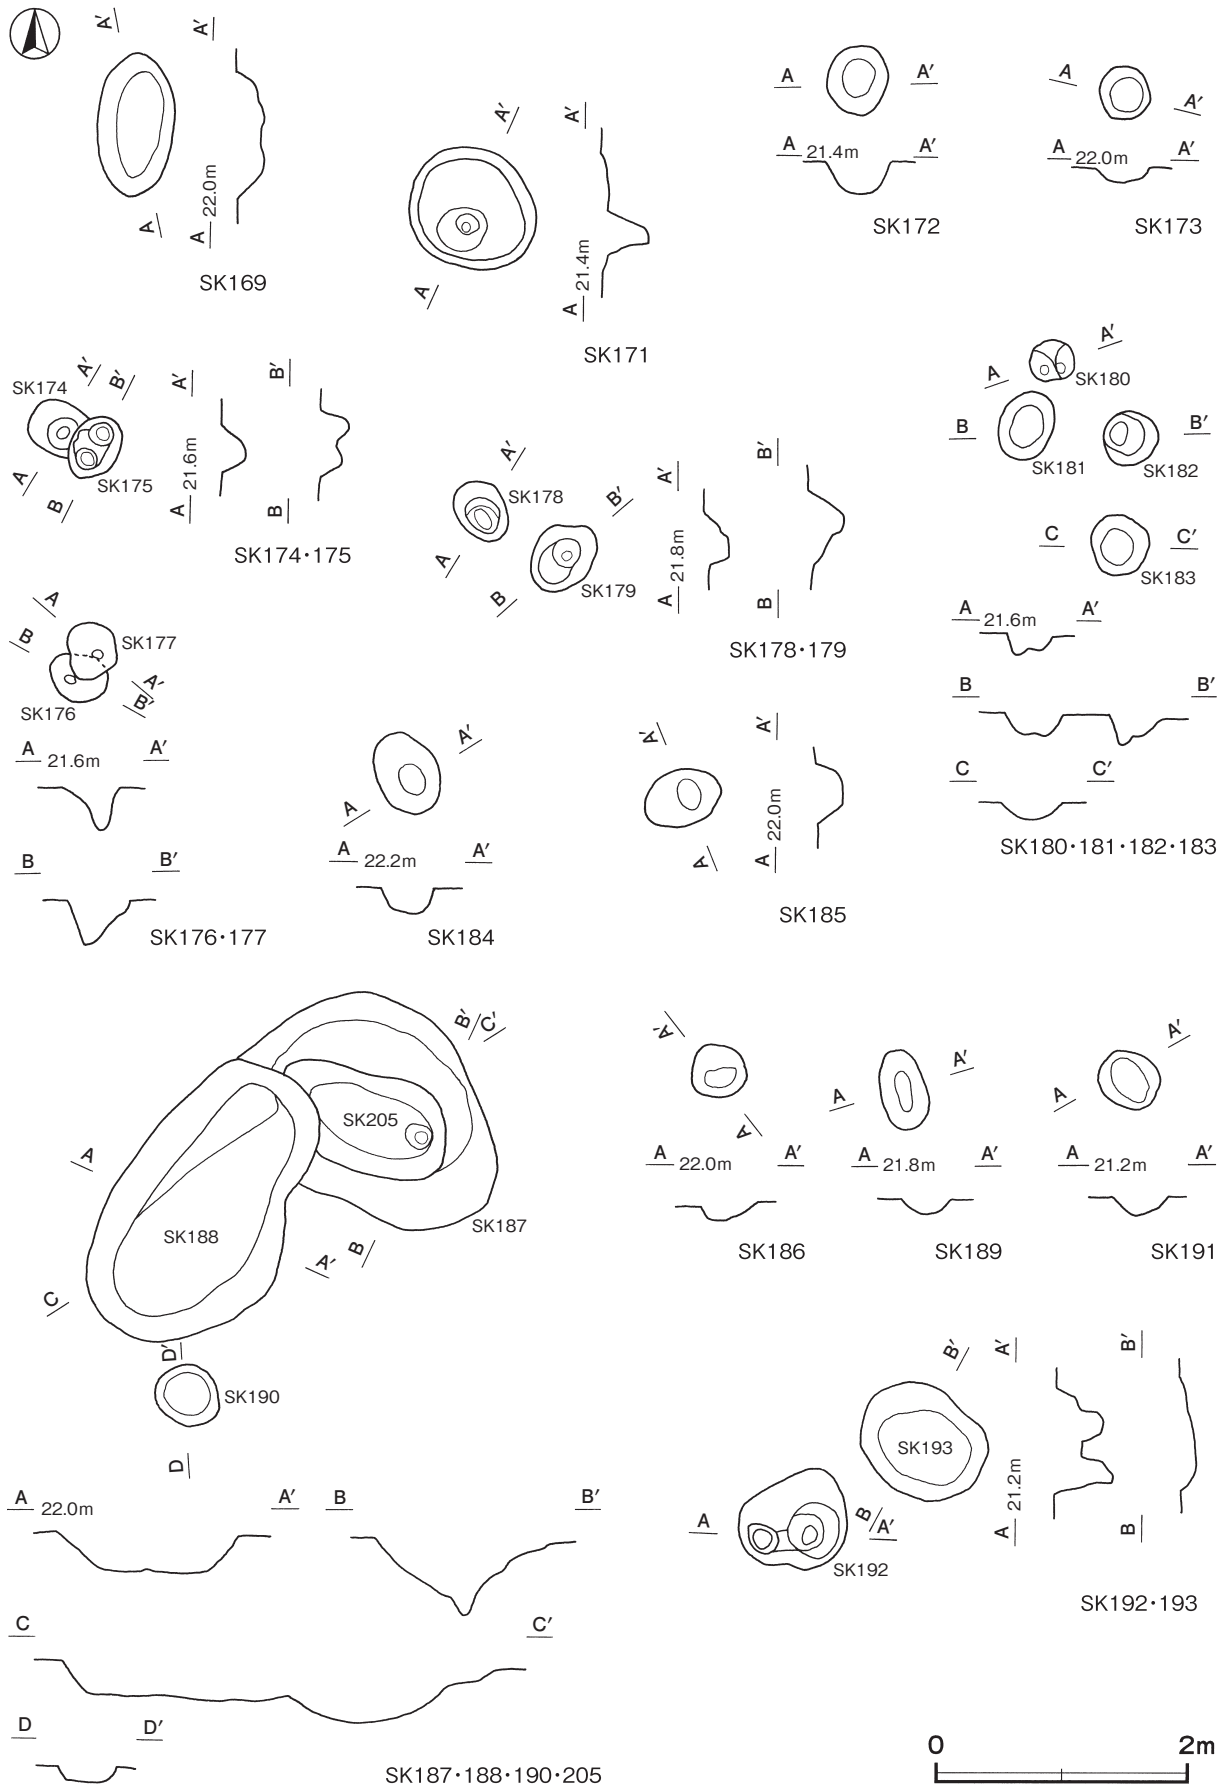 A′
A′
A
A 22.0m
SK169
A′
A′
A
A 21.4m
SK171
A
A′
A 21.4m
A′
SK172
A
A′
A 22.0m
A′
SK173
SK174
A′
B′
A
B
SK175
A′
A 21.6m
B′
B
SK174・175
A′
SK178
B′
A
B
SK179
A′
A 21.8m
B′
B
SK178・179
A′
A
SK180
B
B′
SK181
SK182
C
C′
SK183
A 21.6m
A′
B
B′
C
C′
SK180・181・182・183
A
B
SK177
A′
B′
SK176
A 21.6m
A′
B
B′
SK176・177
A′
A
A 22.2m
A′
SK184
A′
A
A′
A 22.0m
SK185
B′
C′
SK205
A
SK188
SK187
A′
B
C
D′
SK190
D
A 22.0m
A′
B
B′
C
C′
D
D′
SK187・188・190・205
A′
A
A 22.0m
A′
SK186
A′
A
A 21.8m
A′
SK189
A′
A
A 21.2m
A′
SK191
B′
SK193
A
B
A′
SK192
A′
A 21.2m
B′
B
SK192・193
0
2m